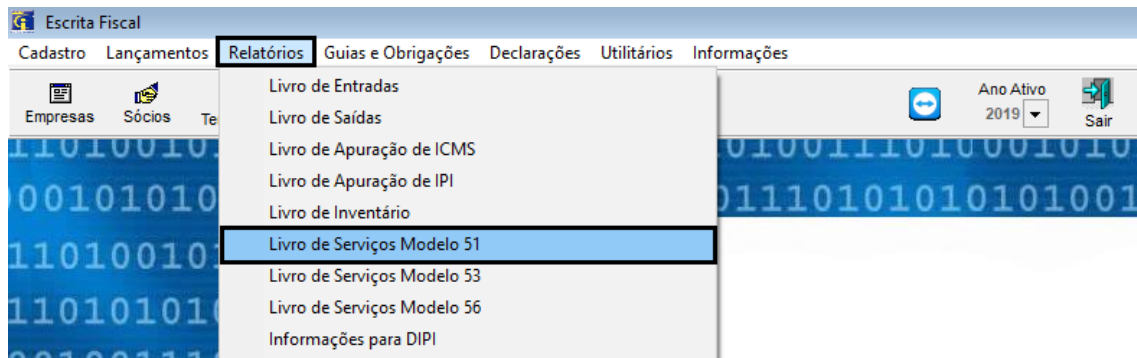 Escrita Fiscal
Cadastro Lançamentos Relatórios Guias e Obrigações Declarações Utilitários Informações
Empresas Sócios
Ano Ativo
2019
Sair
Livro de Entradas
Livro de Saídas
Livro de Apuração de ICMS
Livro de Apuração de IPI
Livro de Inventário
Livro de Serviços Modelo 51
Livro de Serviços Modelo 53
Livro de Serviços Modelo 56
Informações para DIPI